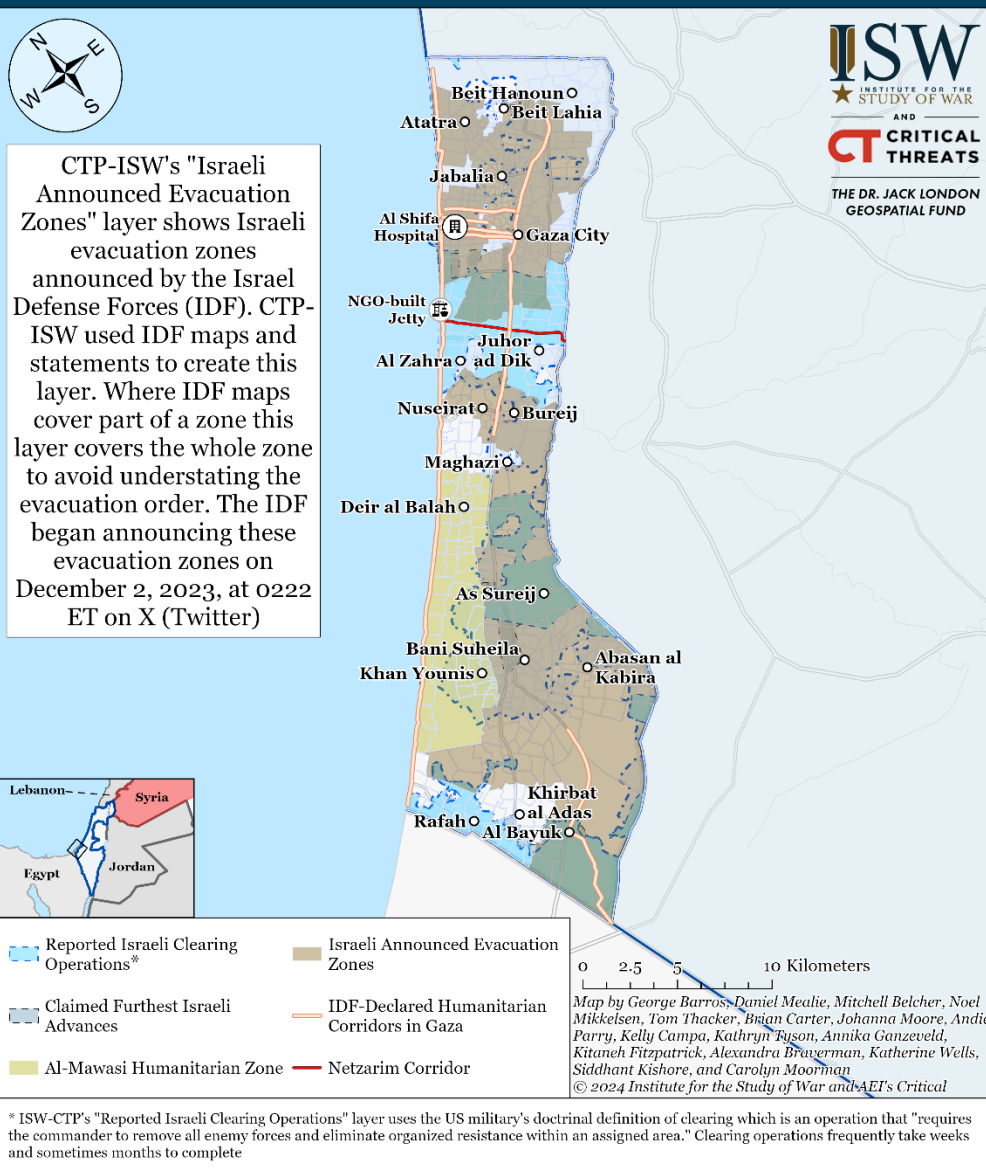 N
E
W
S
ISW
INSTITUTE FOR THE
STUDY OF WAR
AND
CT CRITICAL
THREATS
THE DR. JACK LONDON
GEOSPATIAL FUND
CTP-ISW's "Israeli
Announced Evacuation
Zones" layer shows Israeli
evacuation zones
announced by the Israel
Defense Forces (IDF). CTP-
ISW used IDF maps and
statements to create this
layer. Where IDF maps
cover part of a zone this
layer covers the whole zone
to avoid understating the
evacuation order. The IDF
began announcing these
evacuation zones on
December 2, 2023, at 0222
ET on X (Twitter)
Beit Hanoun
Beit Lahia
Atatra
Jabalia
Al Shifa
Hospital
Gaza City
NGO-built
Jetty
Juhor
ad Dik
Al Zahra
Nuseirat
Bureij
Maghazi
Deir al Balah
As Sureij
Bani Suheila
Abasan al
Kabira
Khan Younis
Khirbat
al Adas
Rafah
Al Bayuk
Lebanon
Syria
Egypt
Jordan
Reported Israeli Clearing
Operations*
Claimed Furthest Israeli
Advances
Al-Mawasi Humanitarian Zone
Israeli Announced Evacuation
Zones
IDF-Declared Humanitarian
Corridors in Gaza
Netzarim Corridor
0 2.5 5 10 Kilometers
Map by George Barros, Daniel Mealie, Mitchell Belcher, Noel
Mikkelsen, Tom Thacker, Brian Carter, Johanna Moore, Andie
Parry, Kelly Campa, Kathryn Tyson, Annika Ganzeveld,
Kitaneh Fitzpatrick, Alexandra Braverman, Katherine Wells,
Siddhant Kishore, and Carolyn Moorman
© 2024 Institute for the Study of War and AEI's Critical
* ISW-CTP's "Reported Israeli Clearing Operations" layer uses the US military's doctrinal definition of clearing which is an operation that "requires
the commander to remove all enemy forces and eliminate organized resistance within an assigned area." Clearing operations frequently take weeks
and sometimes months to complete